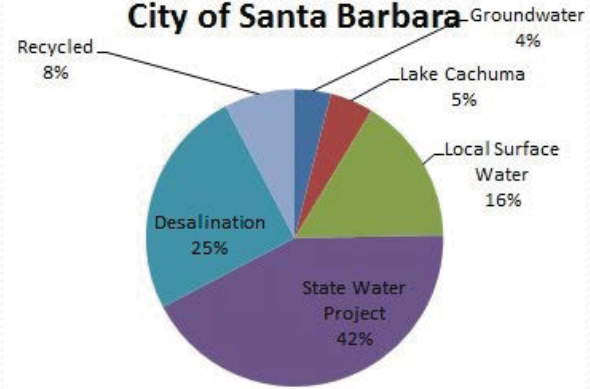 City of Santa Barbara
Groundwater
4%
Recycled
8%
Lake Cachuma
5%
Local Surface
Water
16%
Desalination
25%
State Water
Project
42%